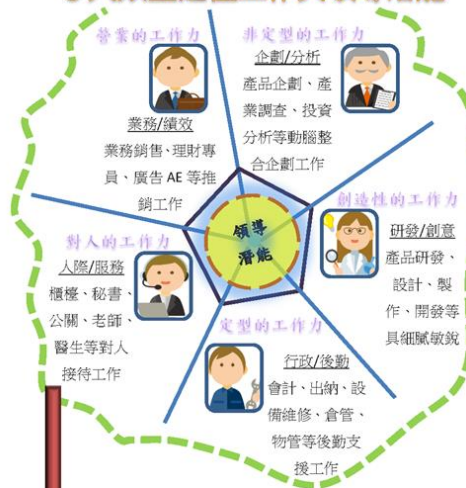 營業的工作力
業務/績效
業務銷售、理財專
員、廣告 AE 等推
銷工作
非定型的工作力
企劃/分析
產品企劃、產
業調查、投資
分析等動腦整
合企劃工作
創造性的工作力
研發/創意
產品研發、
設計、製
作、開發等
具細膩敏銳
領導
潛能
對人的工作力
人際/服務
櫃檯、秘書、
公關、老師、
醫生等對人
接待工作
定型的工作力
行政/後勤
會計、出納、設
備維修、倉管、
物管等後勤支
援工作